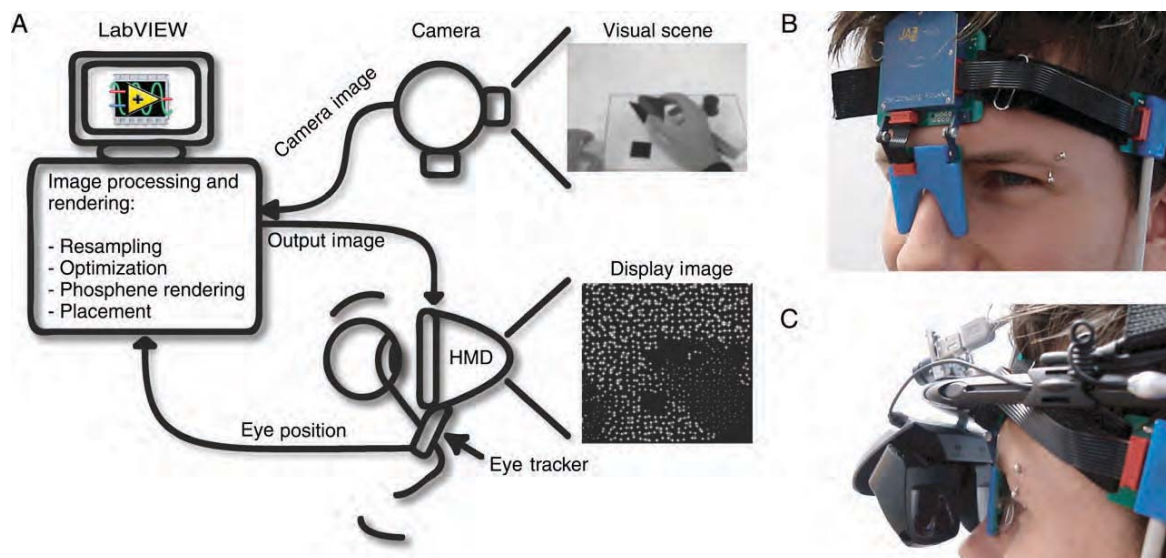 A
LabVIEW
Camera
Visual scene
B
Camera image
Image processing and
rendering:
- Resampling
- Optimization
- Phosphene rendering
- Placement
Output image
Display image
HMD
C
Eye position
Eye tracker